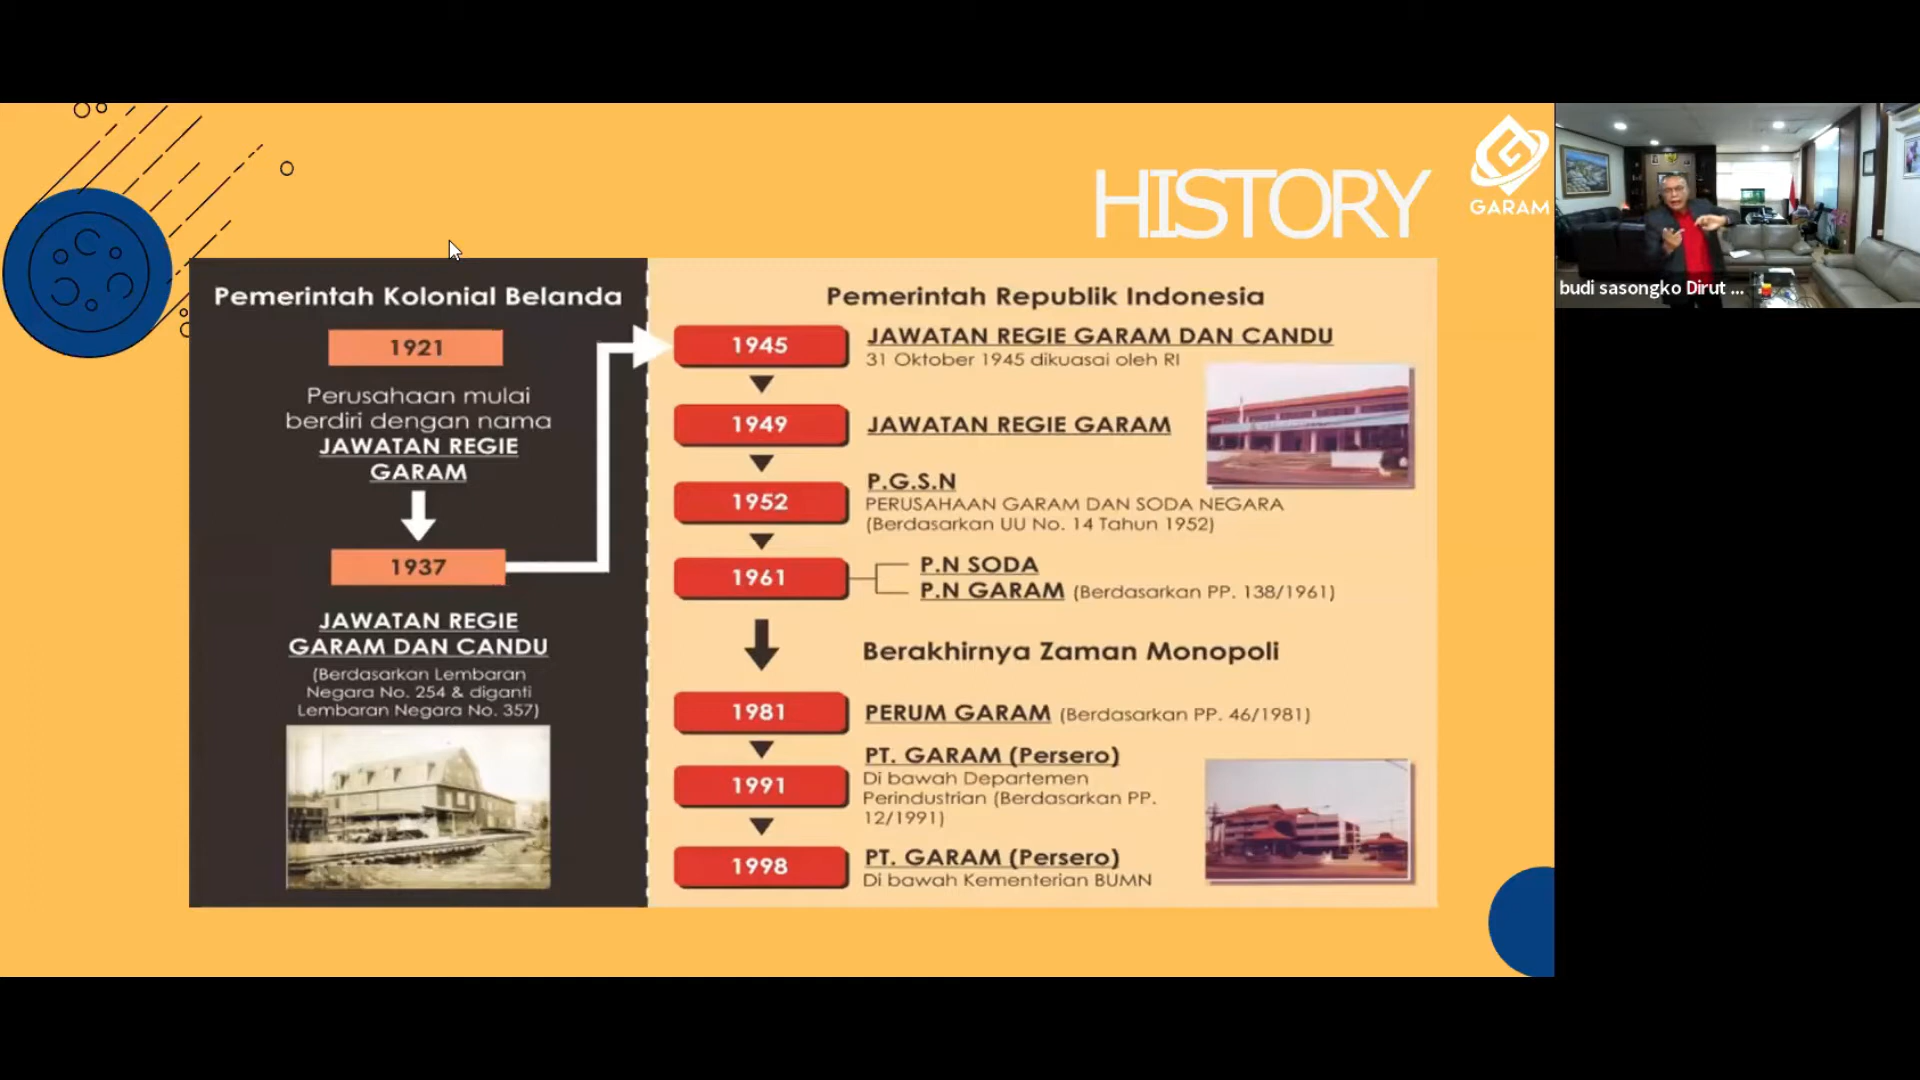 HISTORY
GARAM
budi sasongko Dirut ...
Pemerintah Kolonial Belanda
1921
Perusahaan mulai
berdiri dengan nama
JAWATAN REGIE
GARAM
1937
JAWATAN REGIE
GARAM DAN CANDU
(Berdasarkan Lembaran
Negara No. 254 & diganti
Lembaran Negara No. 357)
Pemerintah Republik Indonesia
1945
JAWATAN REGIE GARAM DAN CANDU
31 Oktober 1945 dikuasai oleh RI
1949
JAWATAN REGIE GARAM
1952
P.G.S.N
PERUSAHAAN GARAM DAN SODA NEGARA
(Berdasarkan UU No. 14 Tahun 1952)
1961
P.N SODA
P.N GARAM (Berdasarkan PP. 138/1961)
Berakhirnya Zaman Monopoli
1981
PERUM GARAM (Berdasarkan PP. 46/1981)
1991
PT. GARAM (Persero)
Di bawah Departemen
Perindustrian (Berdasarkan PP.
12/1991)
1998
PT. GARAM (Persero)
Di bawah Kementerian BUMN